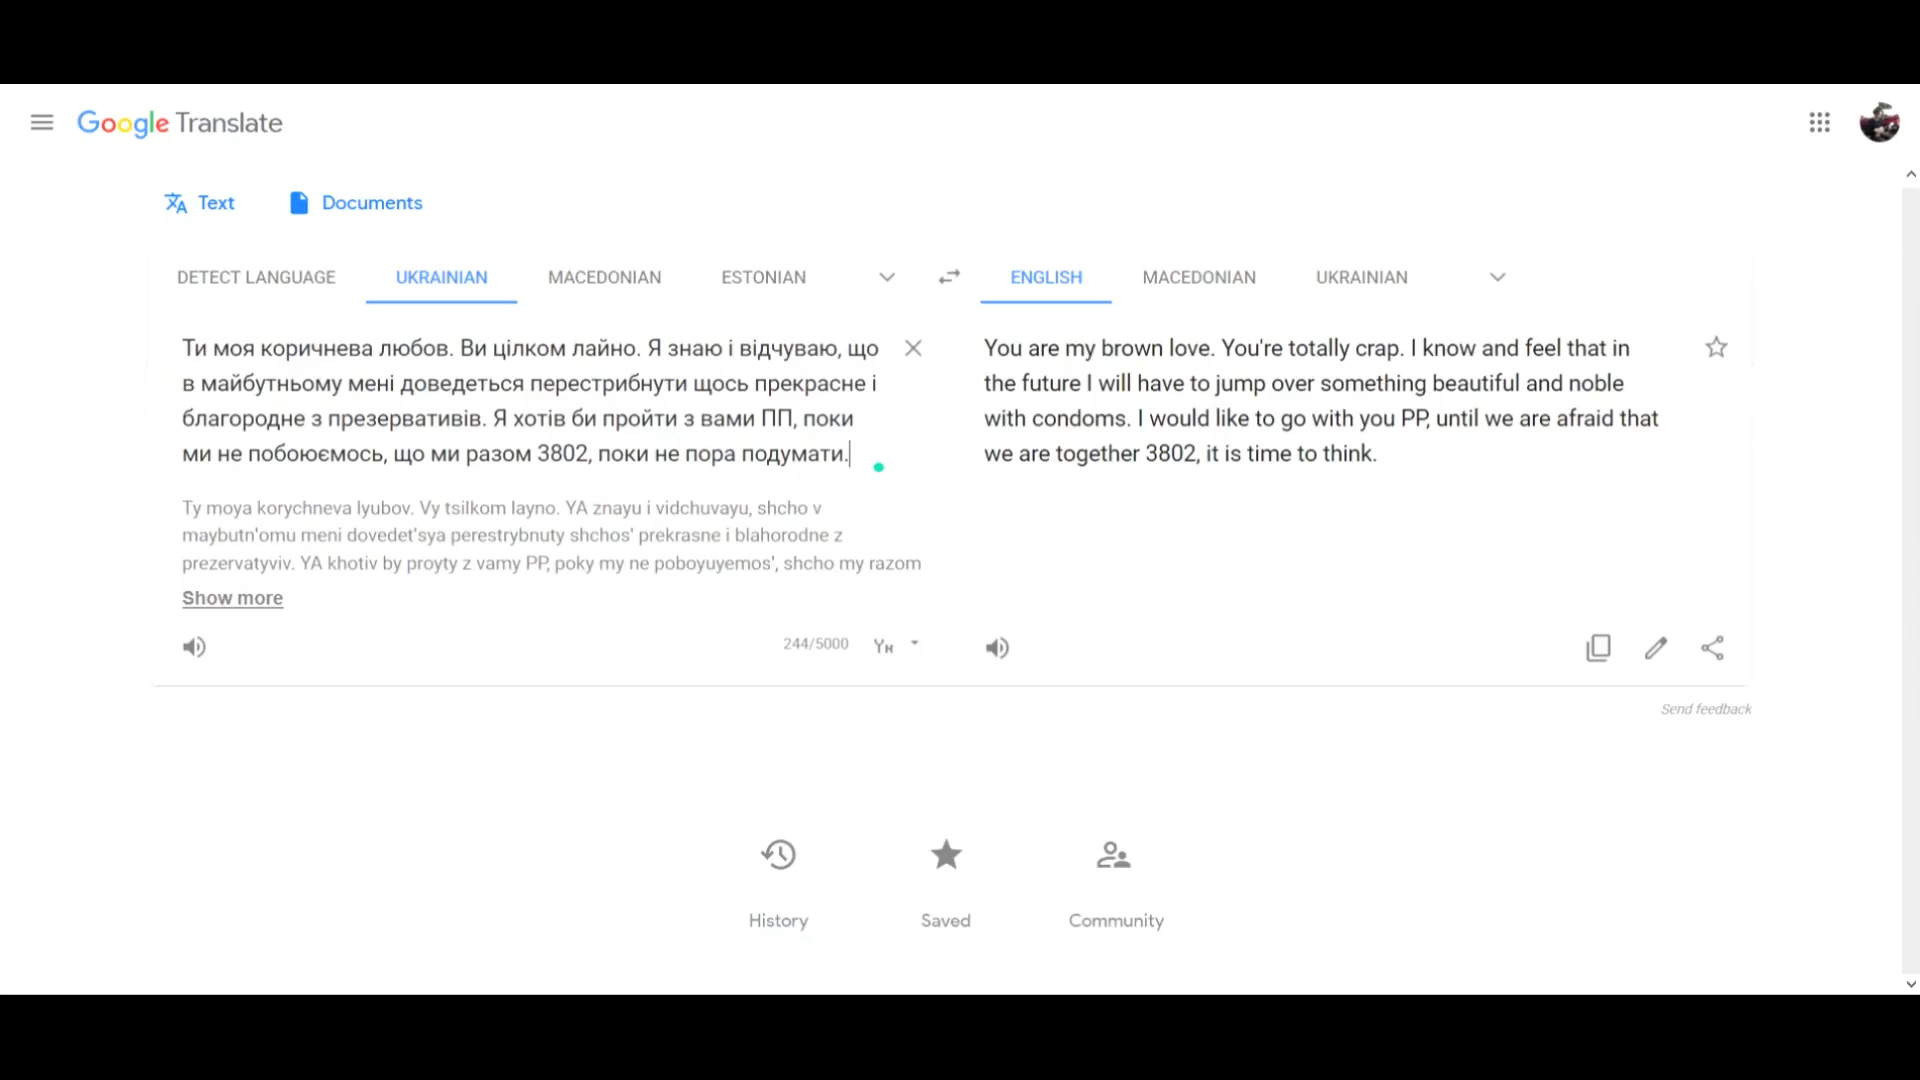 Google Translate
Text
Documents
DETECT LANGUAGE UKRAINIAN MACEDONIAN ESTONIAN
ENGLISH MACEDONIAN UKRAINIAN
Ти моя коричнева любов. Ви цілком лайно. Я знаю і відчуваю, що
в майбутньому мені доведеться перестрибнути щось прекрасне і
благородне з презервативів. Я хотів би пройти з вами ПП, поки
ми не побоюємось, що ми разом 3802, поки не пора подумати.
Ty moya korychneva lyubov. Vy tsilkom layno. YA znayu i vidchuvayu, shcho v
maybutn'omu meni dovedet'sya perestrybnuty shchos' prekrasne i blahorodne z
prezervatyviv. YA khotiv by proyty z vamy PP, poky my ne poboyuyemos', shcho my razom
Show more
244/5000
Ун
You are my brown love. You're totally crap. I know and feel that in
the future I will have to jump over something beautiful and noble
with condoms. I would like to go with you PP, until we are afraid that
we are together 3802, it is time to think.
Send feedback
History
Saved
Community